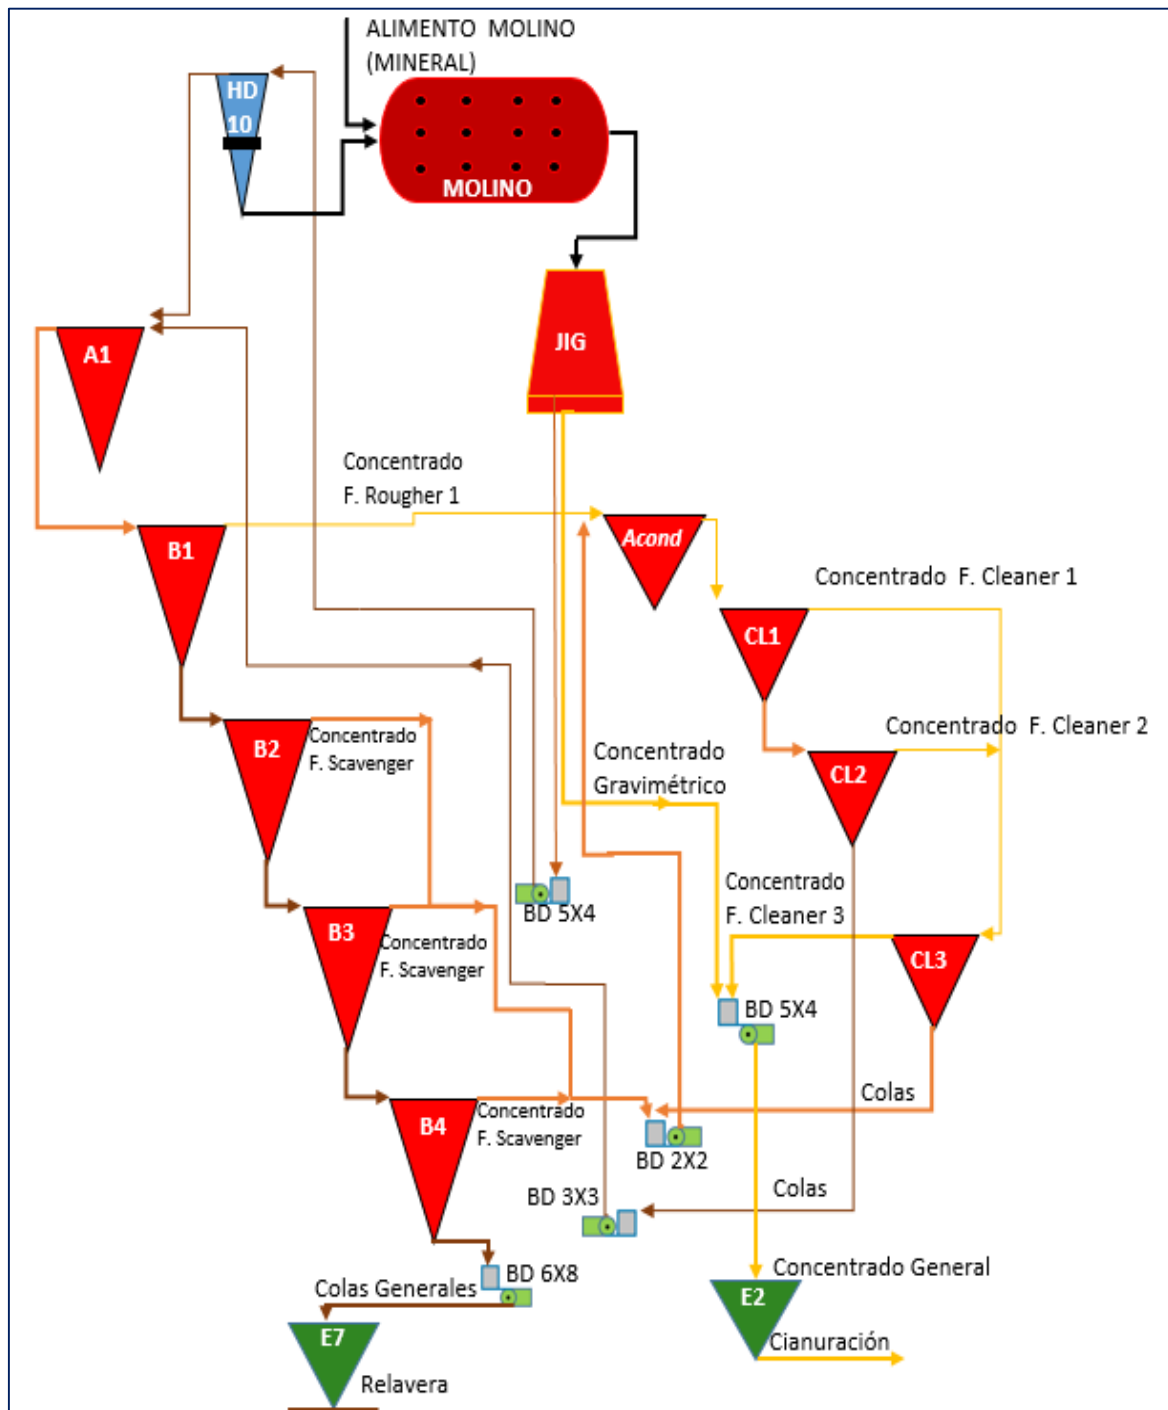 ALIMENTO MOLINO
(MINERAL)
HD
10
MOLINO
JIG
A1
Concentrado
F. Rougher 1
B1
Acond
Concentrado F. Cleaner 1
CL1
B2
Concentrado
F. Scavenger
Concentrado F. Cleaner 2
Concentrado
Gravimétrico
CL2
Concentrado
F. Cleaner 3
BD 5X4
B3
Concentrado
F. Scavenger
CL3
BD 5X4
Colas
B4
Concentrado
F. Scavenger
BD 2X2
Colas
BD 3X3
BD 6X8
Colas Generales
Concentrado General
E2
E7
Cianuración
Relavera